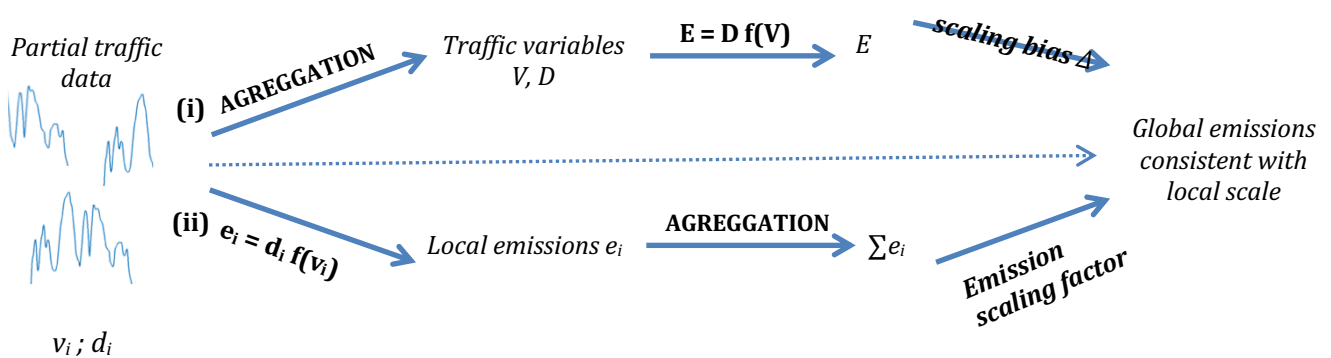 Partial traffic
data
(i)
AGREGGATION
Traffic variables
V, D
E = D f(V)
E
scaling bias Δ
Global emissions
consistent with
local scale
(ii)
eᵢ = dᵢ f(vᵢ)
Local emissions eᵢ
AGREGGATION
∑eᵢ
Emission
scaling factor
vᵢ ; dᵢ